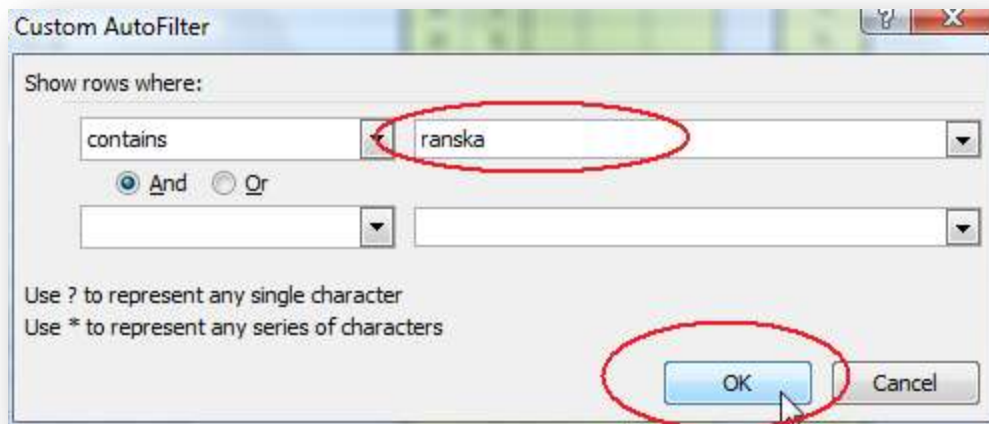 Custom AutoFilter
?
Show rows where:
contains ranska
And Or
Use ? to represent any single character
Use * to represent any series of characters
OK Cancel